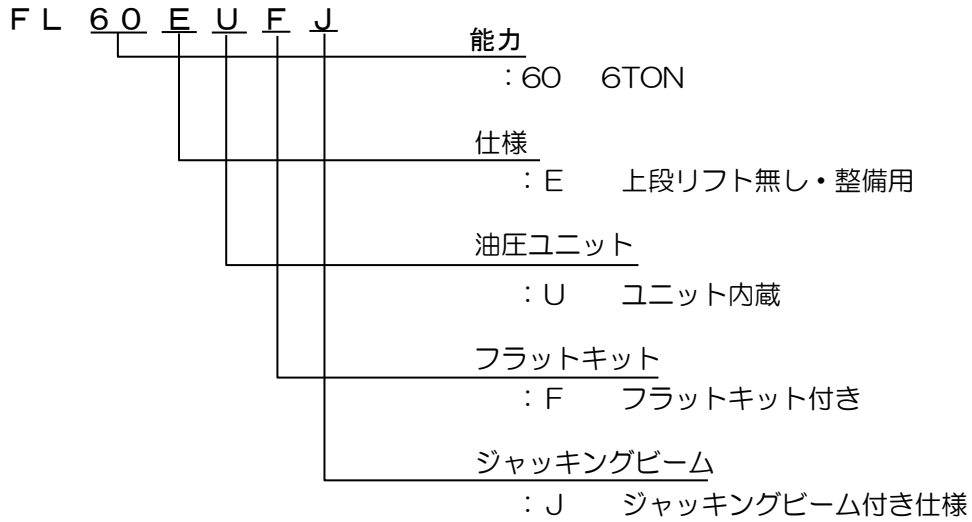 ＦＬ ６０ Ｅ Ｕ Ｆ Ｊ
能力
：60　6TON
仕様
：Ｅ　上段リフト無し・整備用
油圧ユニット
：Ｕ　ユニット内蔵
フラットキット
：Ｆ　フラットキット付き
ジャッキングビーム
：Ｊ　ジャッキングビーム付き仕様